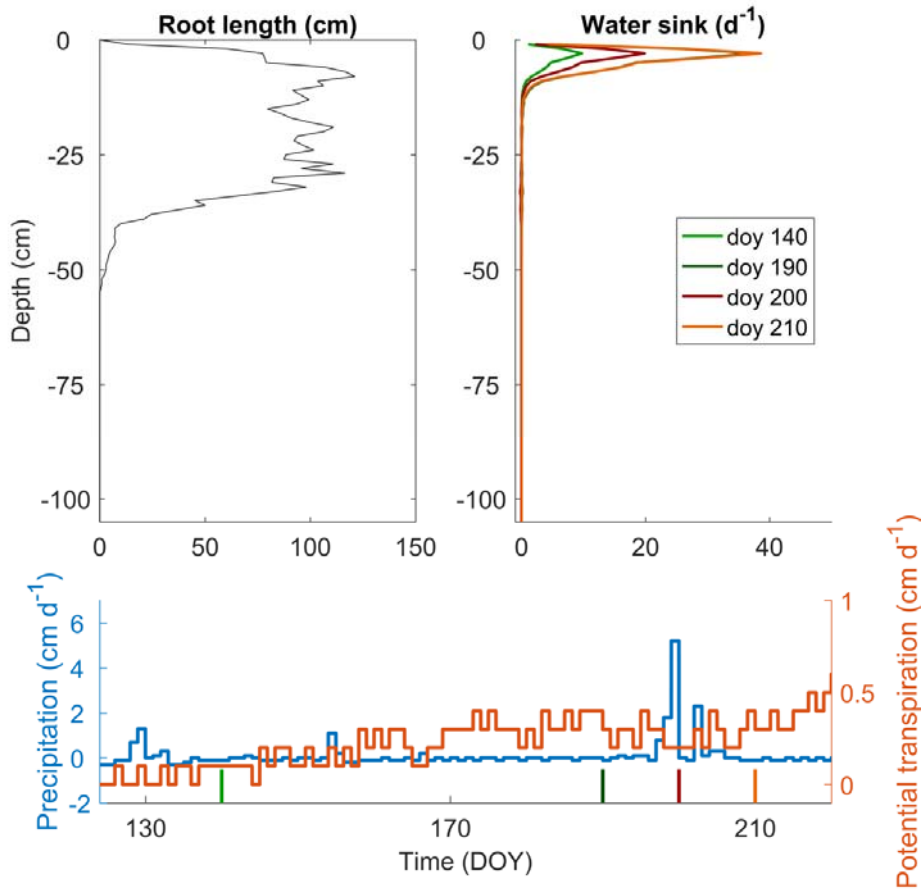 Root length (cm)
Water sink (d⁻¹)
Depth (cm)
0
-25
-50
-75
-100
0
50
100
150
0
-25
-50
-75
-100
0
20
40
doy 140
doy 190
doy 200
doy 210
Precipitation (cm d⁻¹)
6
4
2
0
-2
130
170
210
Time (DOY)
1
0.5
0
Potential transpiration (cm d⁻¹)